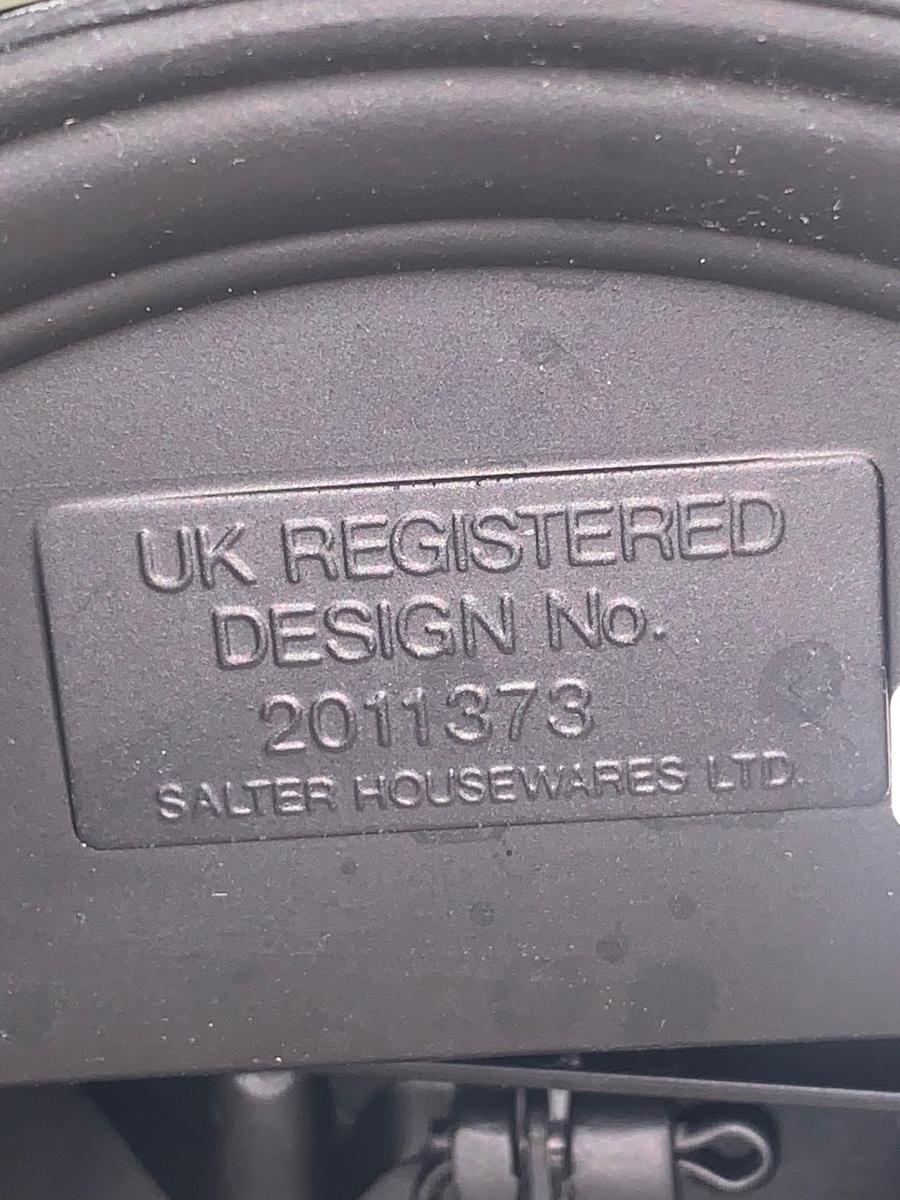 UK REGISTERED
DESIGN No.
2011373
SALTER HOUSEWARES LTD.